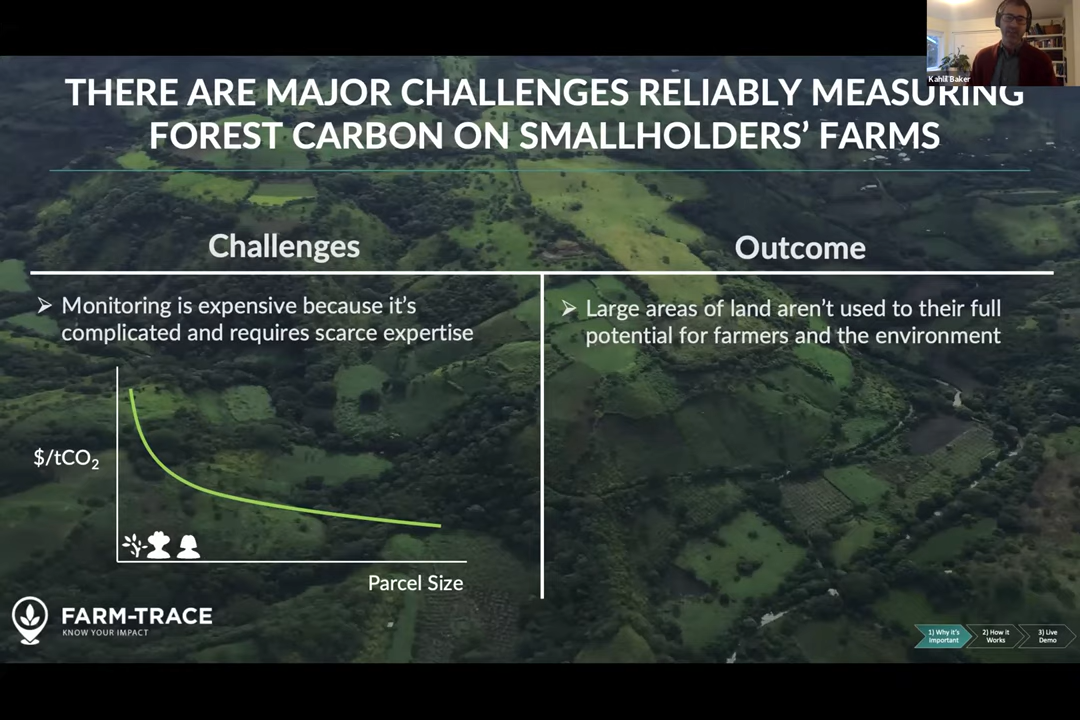 Kahlil Baker
THERE ARE MAJOR CHALLENGES RELIABLY MEASURING
FOREST CARBON ON SMALLHOLDERS’ FARMS
Challenges
Monitoring is expensive because it’s
complicated and requires scarce expertise
$/tCO₂
Parcel Size
Outcome
Large areas of land aren’t used to their full
potential for farmers and the environment
FARM-TRACE
KNOW YOUR IMPACT
1) Why it’s
Important
2) How it
Works
3) Live
Demo